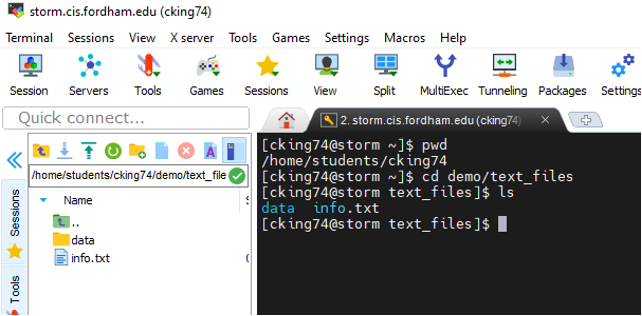 storm.cis.fordham.edu (cking74)
Terminal Sessions View X server Tools Games Settings Macros Help
Session Servers Tools Games Sessions View Split MultiExec Tunneling Packages Settings
Quick connect...
2. storm.cis.fordham.edu (cking74)
/home/students/cking74/demo/text_file
Name S
..
data
info.txt
Sessions
Tools
[cking74@storm ~]$ pwd
/home/students/cking74
[cking74@storm ~]$ cd demo/text_files
[cking74@storm text_files]$ ls
data info.txt
[cking74@storm text_files]$